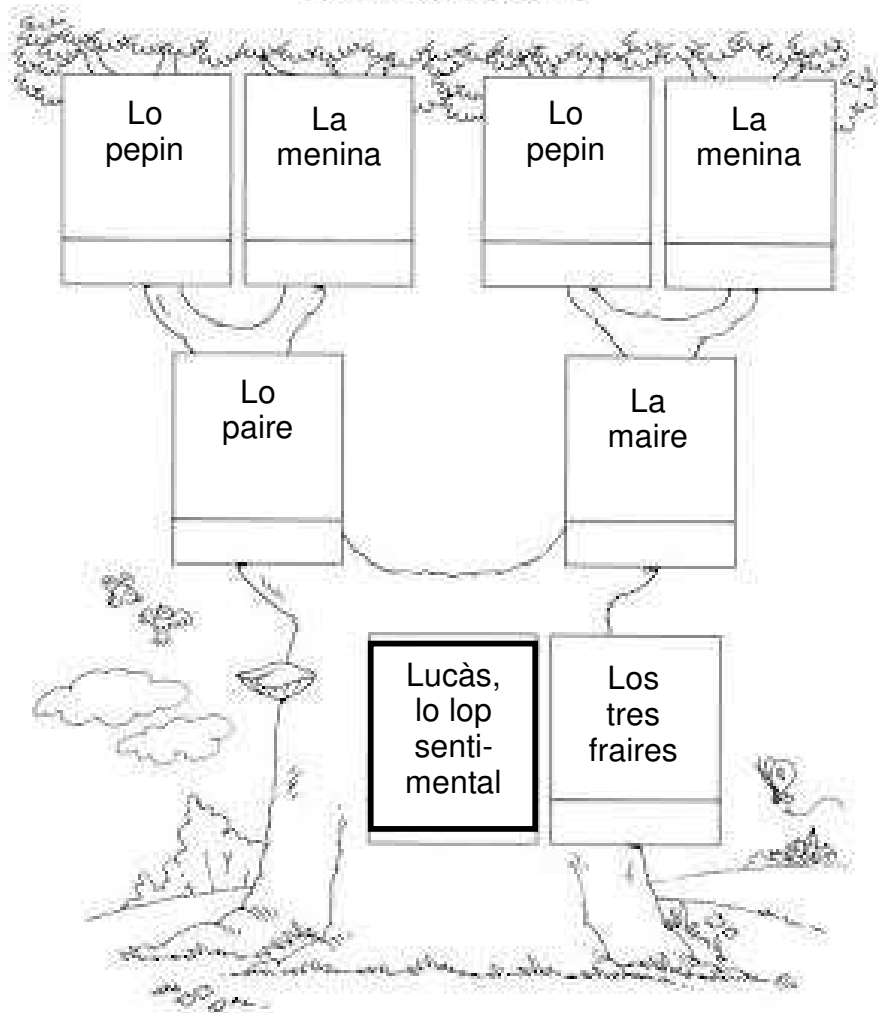 Lo
pepin
La
menina
Lo
pepin
La
menina
Lo
paire
La
maire
Lucàs,
lo lop
senti-
mental
Los
tres
fraires